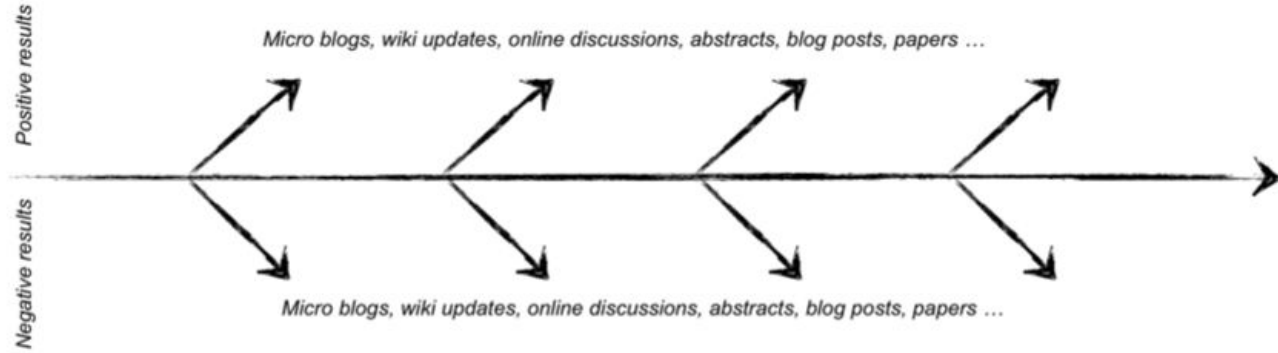 Positive results
Micro blogs, wiki updates, online discussions, abstracts, blog posts, papers …
Negative results
Micro blogs, wiki updates, online discussions, abstracts, blog posts, papers …